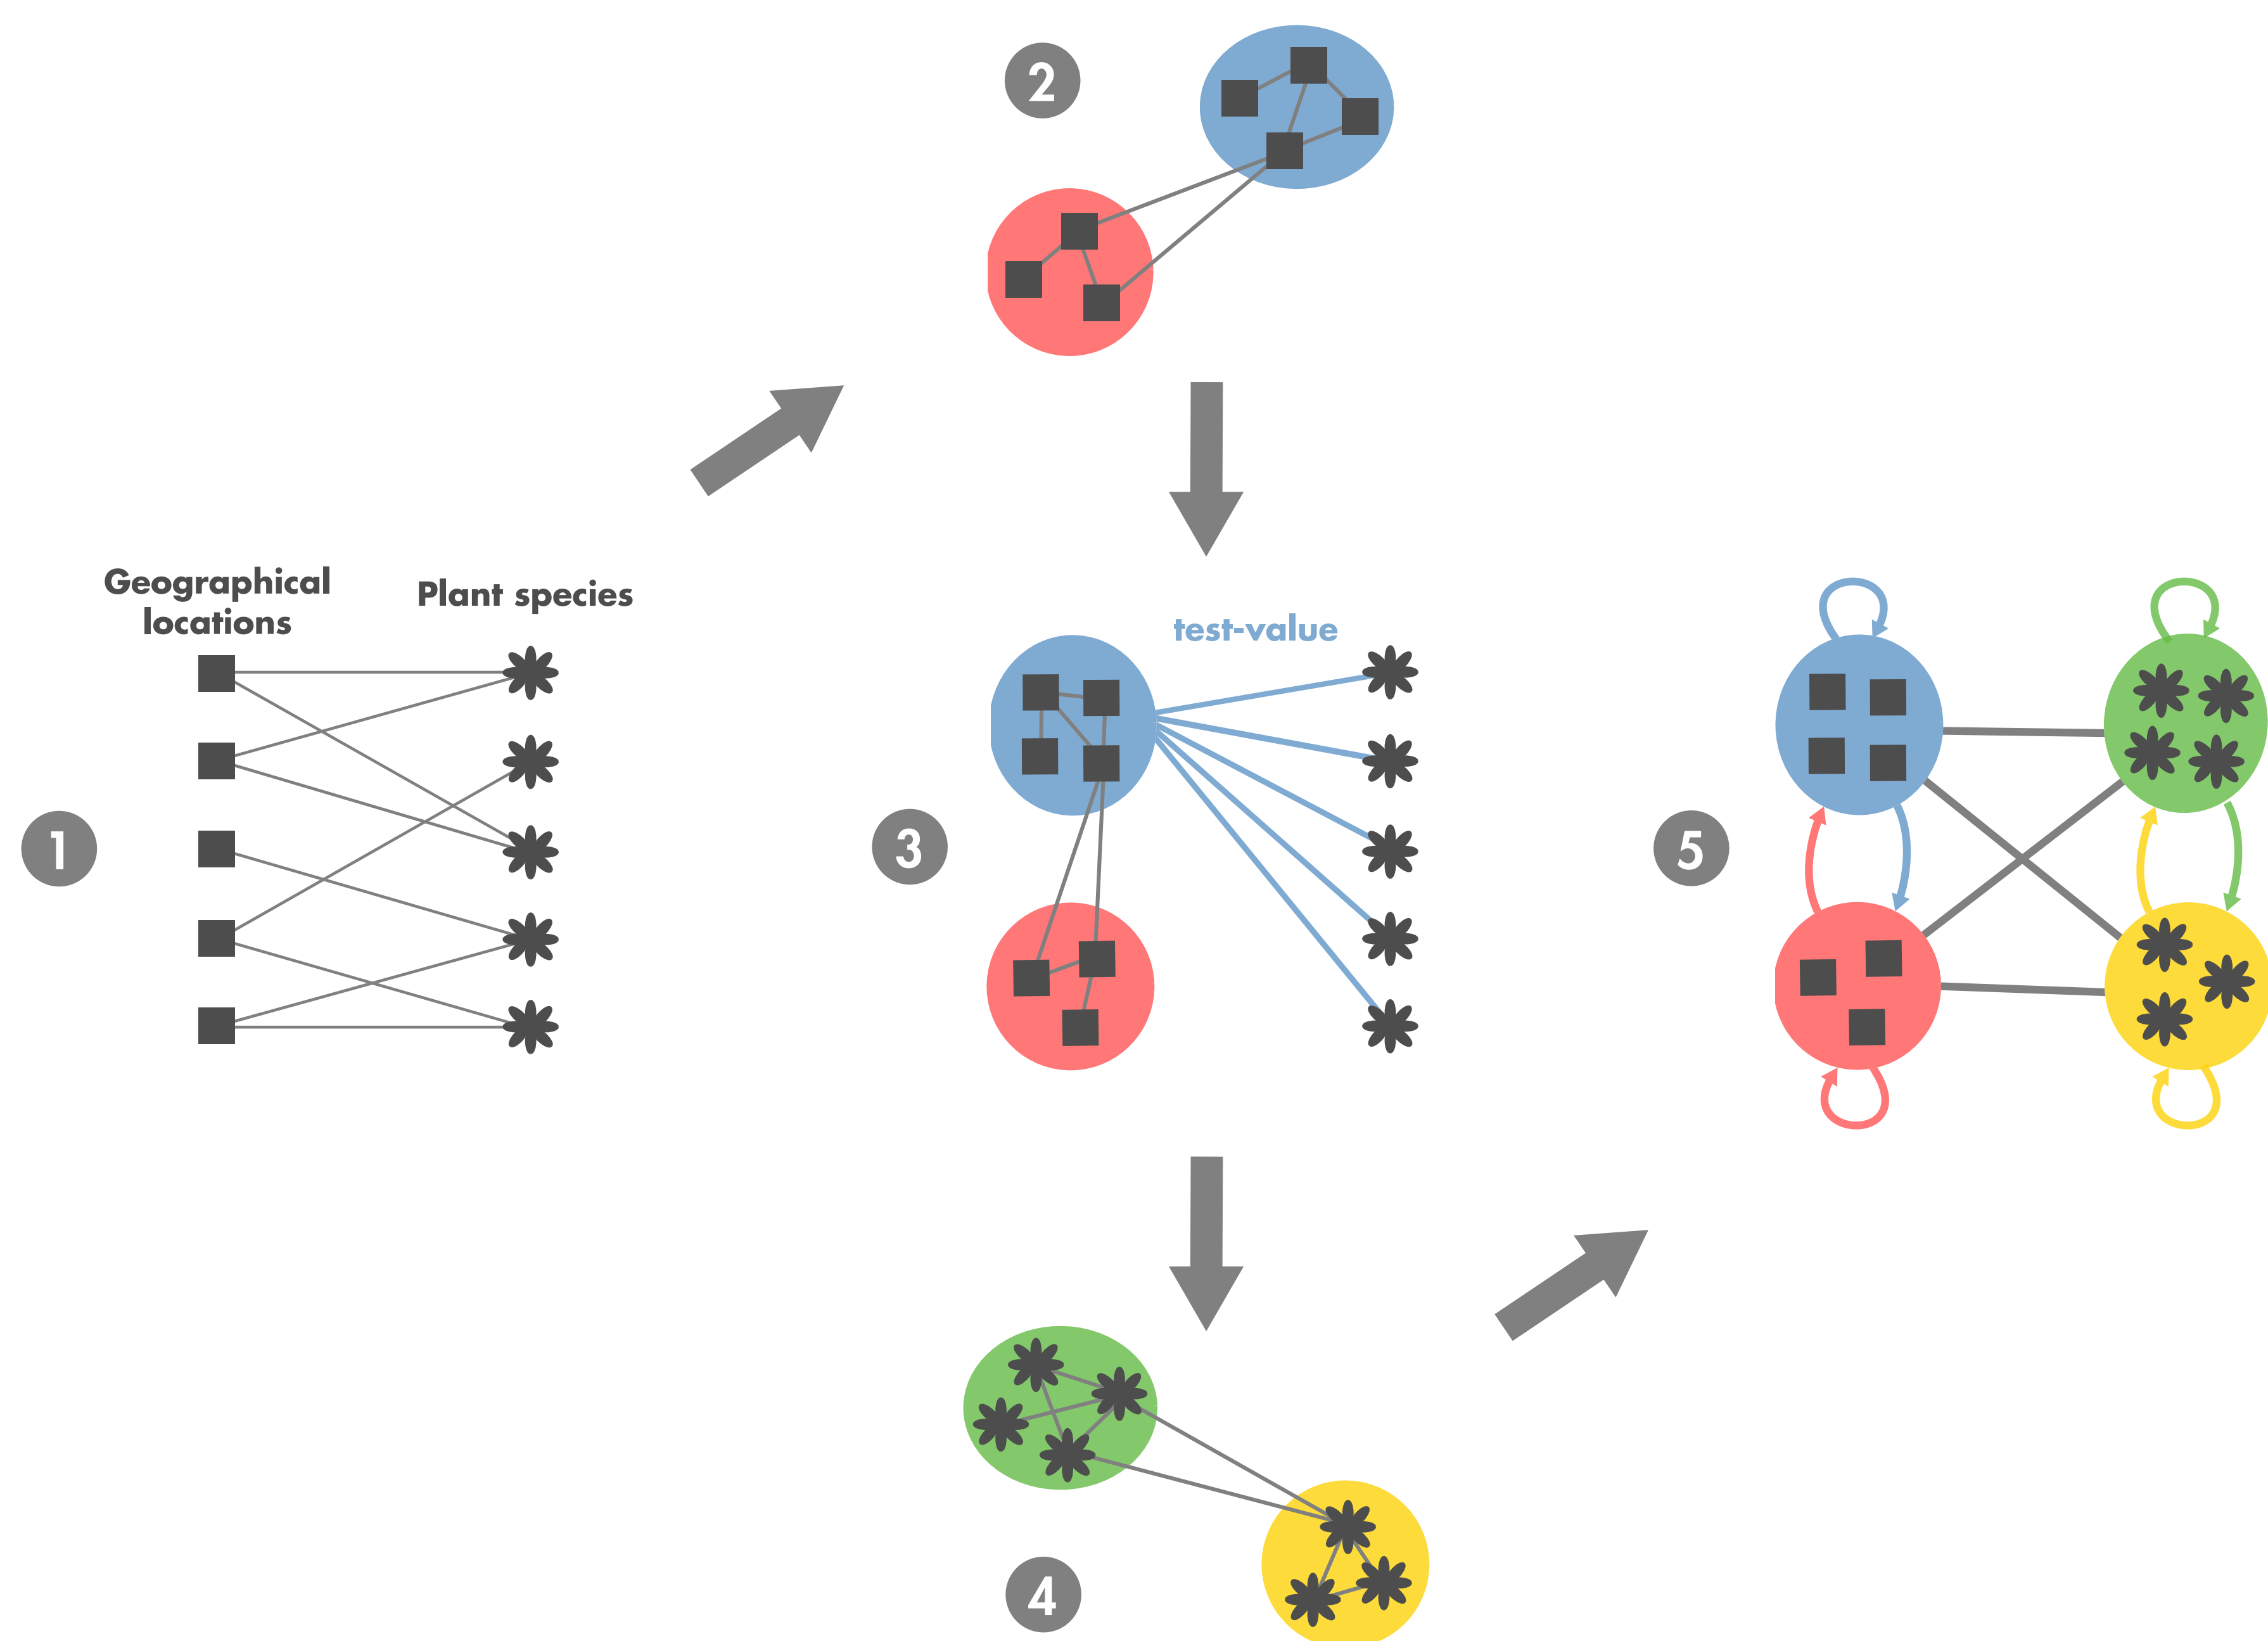 2
Geographical
locations
Plant species
test-value
1
3
5
4